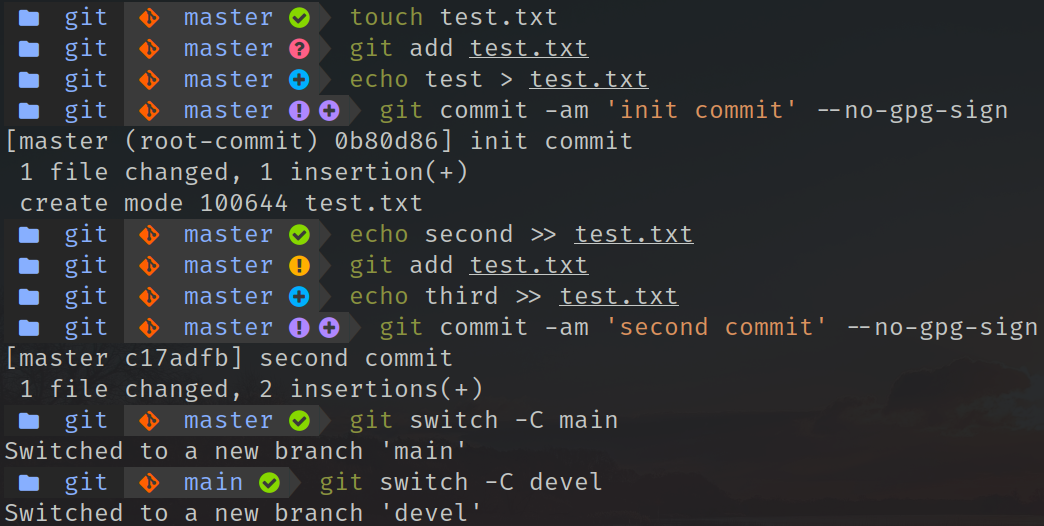 git master touch test.txt
git master ? git add test.txt
git master + echo test > test.txt
git master ! + git commit -am 'init commit' --no-gpg-sign
[master (root-commit) 0b80d86] init commit
1 file changed, 1 insertion(+)
create mode 100644 test.txt
git master echo second >> test.txt
git master ! git add test.txt
git master + echo third >> test.txt
git master ! + git commit -am 'second commit' --no-gpg-sign
[master c17adfb] second commit
1 file changed, 2 insertions(+)
git master git switch -C main
Switched to a new branch 'main'
git main git switch -C devel
Switched to a new branch 'devel'